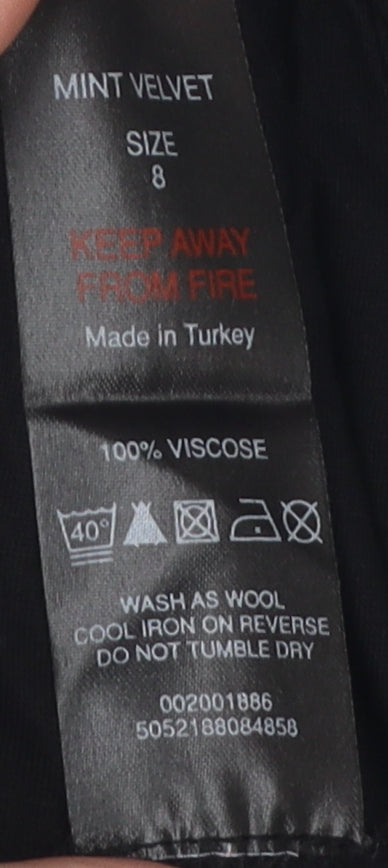 MINT VELVET
SIZE
8
KEEP AWAY
FROM FIRE
Made in Turkey
100% VISCOSE
40°
WASH AS WOOL
COOL IRON ON REVERSE
DO NOT TUMBLE DRY
002001886
5052188084858